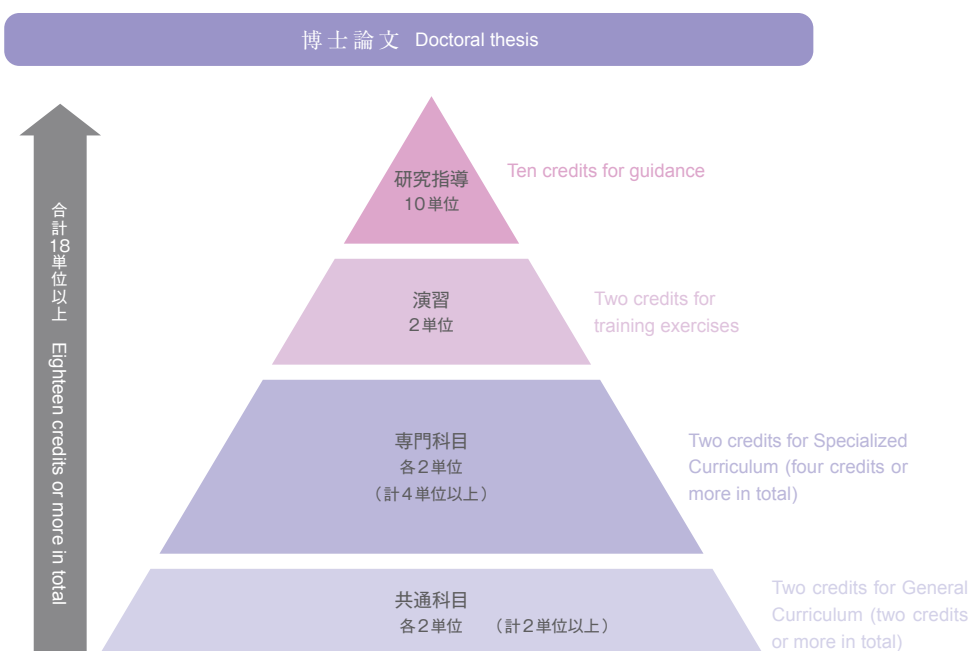 博士論文 Doctoral thesis
合計18単位以上 Eighteen credits or more in total
研究指導
10単位
Ten credits for guidance
演習
2単位
Two credits for
training exercises
専門科目
各2単位
（計4単位以上）
Two credits for Specialized
Curriculum (four credits or
more in total)
共通科目
各2単位 （計2単位以上）
Two credits for General
Curriculum (two credits
or more in total)